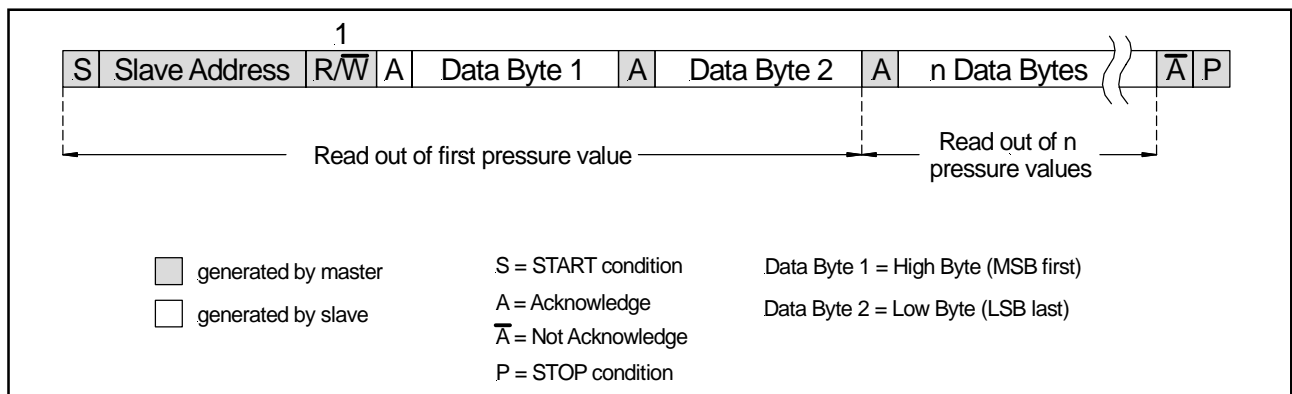 1
S Slave Address R/W̅ A Data Byte 1 A Data Byte 2 A n Data Bytes A̅ P
Read out of first pressure value
Read out of n
pressure values
generated by master
generated by slave
S = START condition
A = Acknowledge
A̅ = Not Acknowledge
P = STOP condition
Data Byte 1 = High Byte (MSB first)
Data Byte 2 = Low Byte (LSB last)